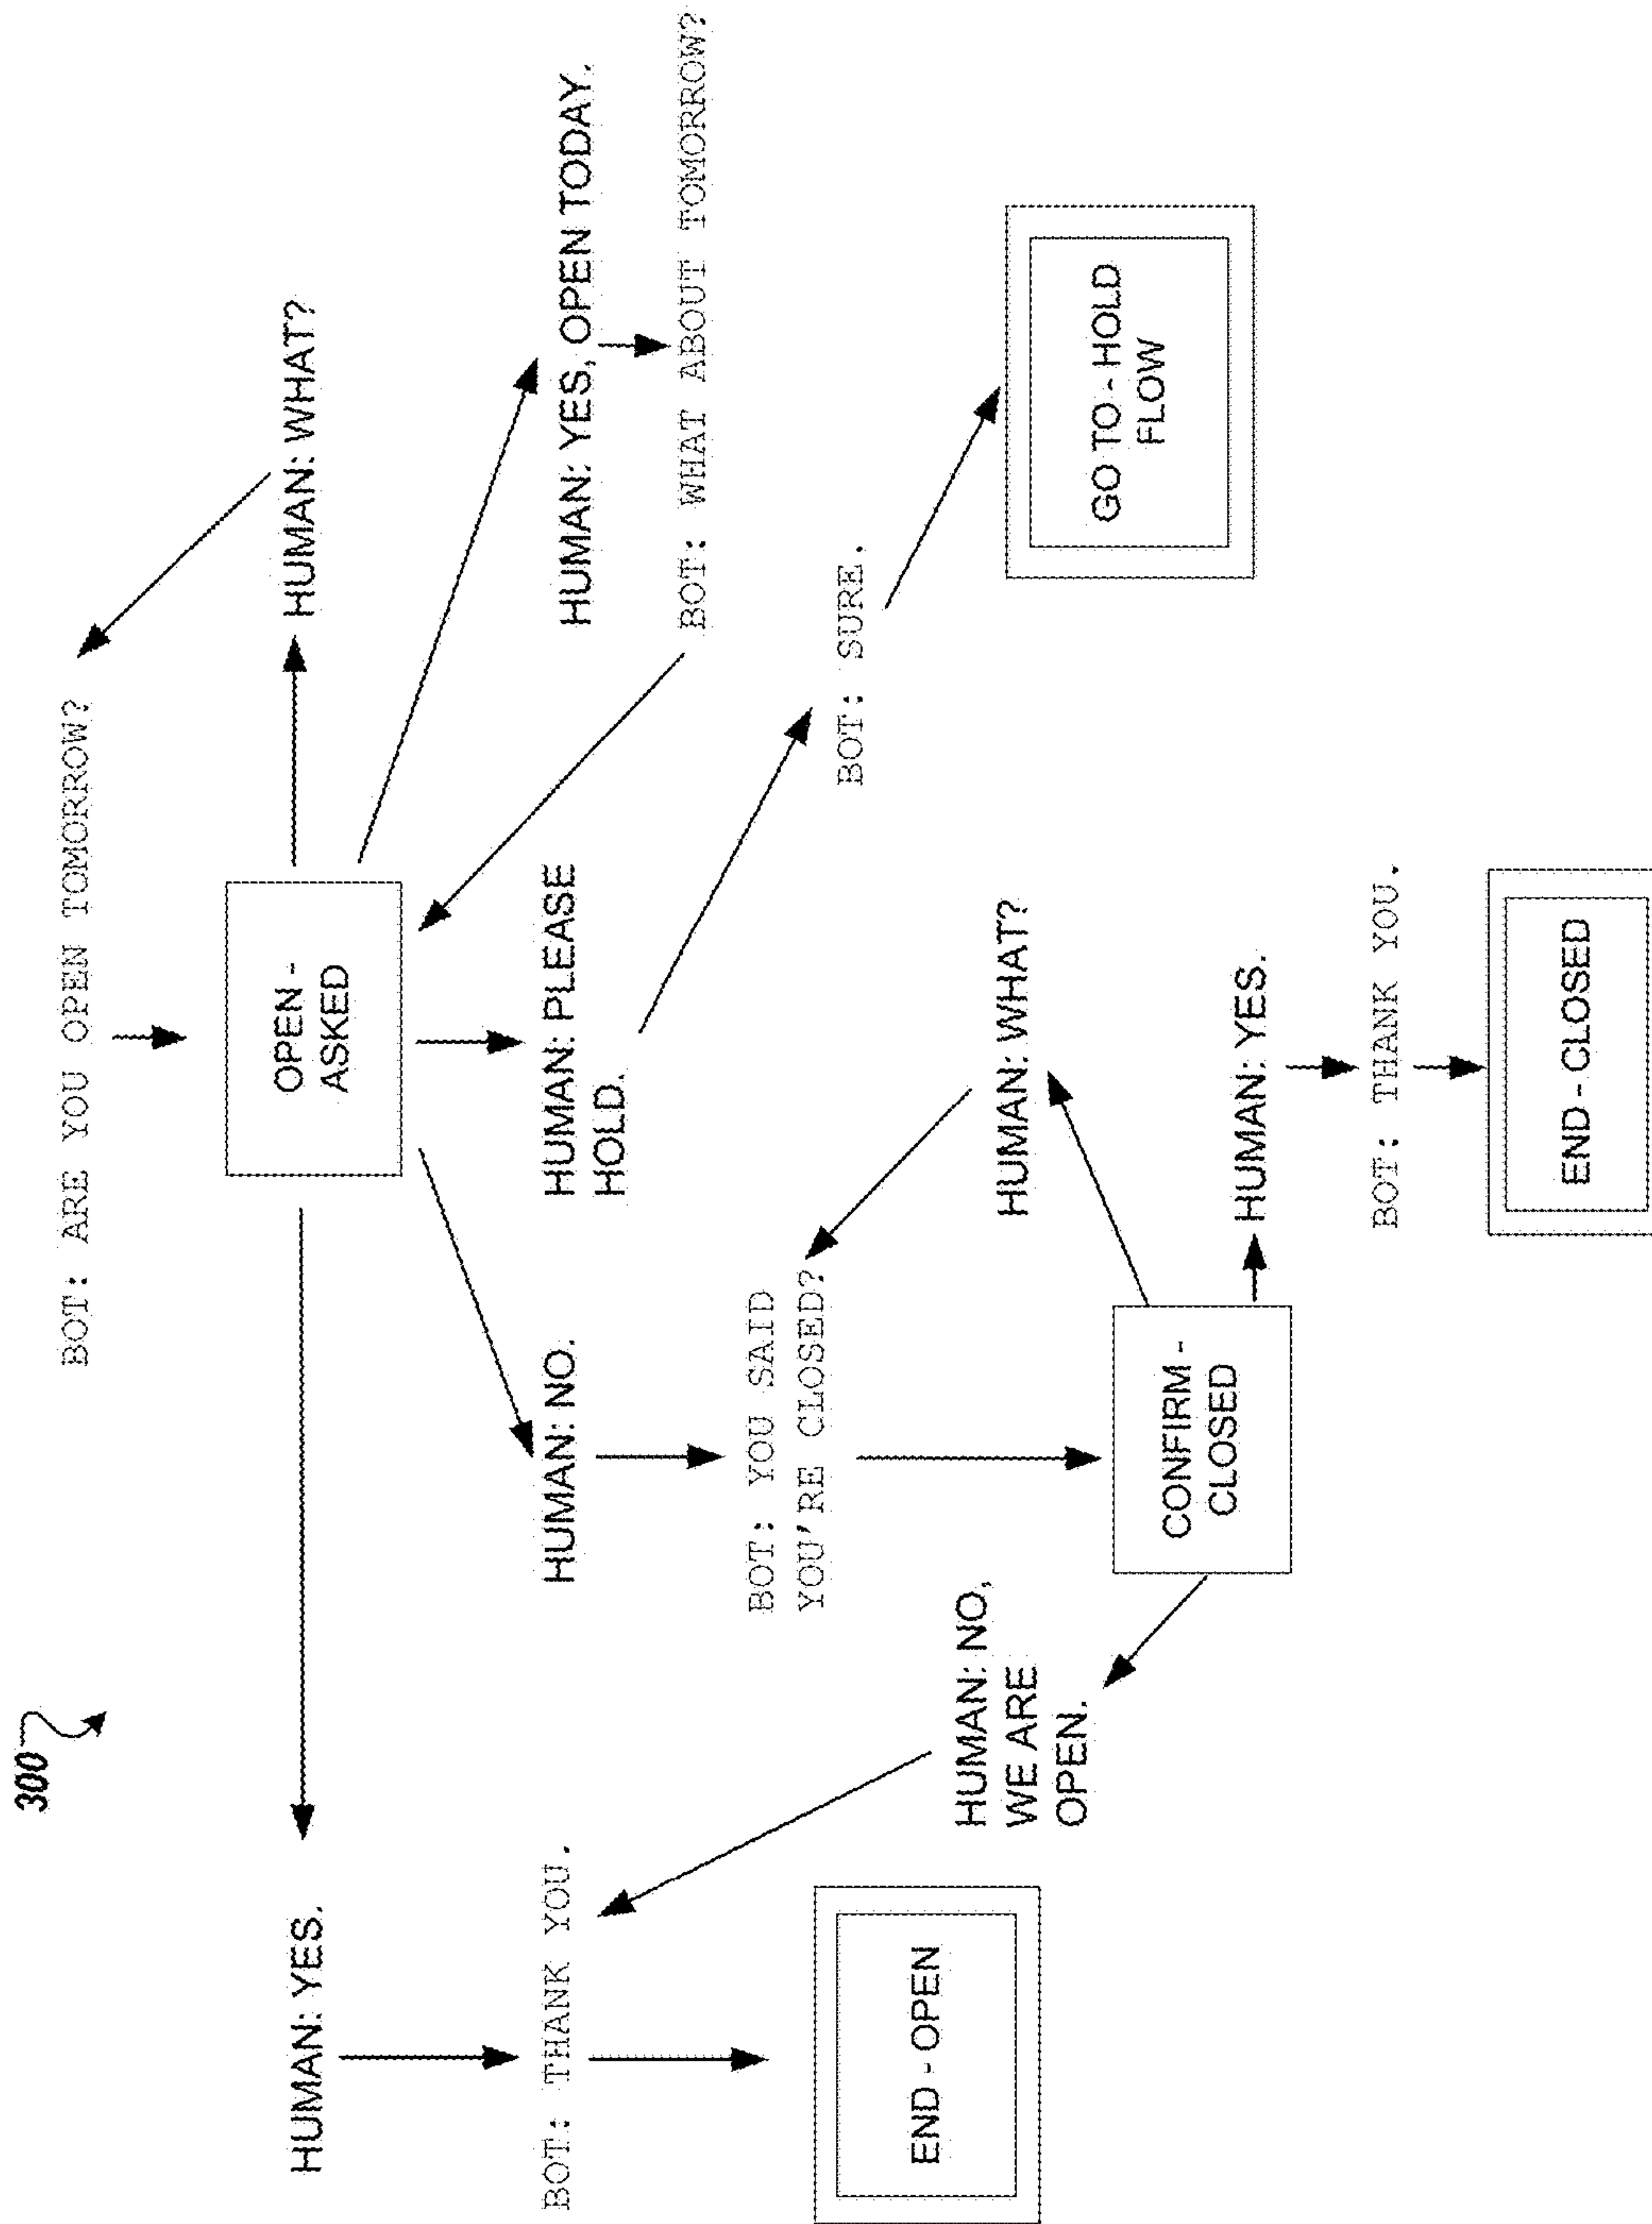 300
BOT: ARE YOU OPEN TOMORROW?
OPEN -
ASKED
HUMAN: YES.
HUMAN: WHAT?
HUMAN: NO.
HUMAN: PLEASE
HOLD.
HUMAN: YES, OPEN TODAY.
BOT: THANK YOU.
BOT: WHAT ABOUT TOMORROW?
BOT: YOU SAID
YOU'RE CLOSED?
BOT: SURE.
END - OPEN
HUMAN: NO,
WE ARE
OPEN.
HUMAN: WHAT?
GO TO - HOLD
FLOW
CONFIRM -
CLOSED
HUMAN: YES.
BOT: THANK YOU.
END - CLOSED